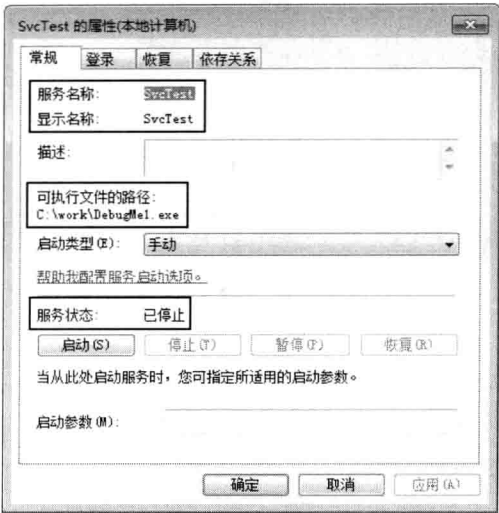 SvcTest 的属性(本地计算机)
常规 登录 恢复 依存关系
服务名称: SvcTest
显示名称: SvcTest
描述:
可执行文件的路径:
C:\work\DebugMe1.exe
启动类型(E): 手动
帮助我配置服务启动选项。
服务状态: 已停止
启动(S) 停止(T) 暂停(P) 恢复(R)
当从此处启动服务时，您可指定所适用的启动参数。
启动参数(M):
确定 取消 应用(A)